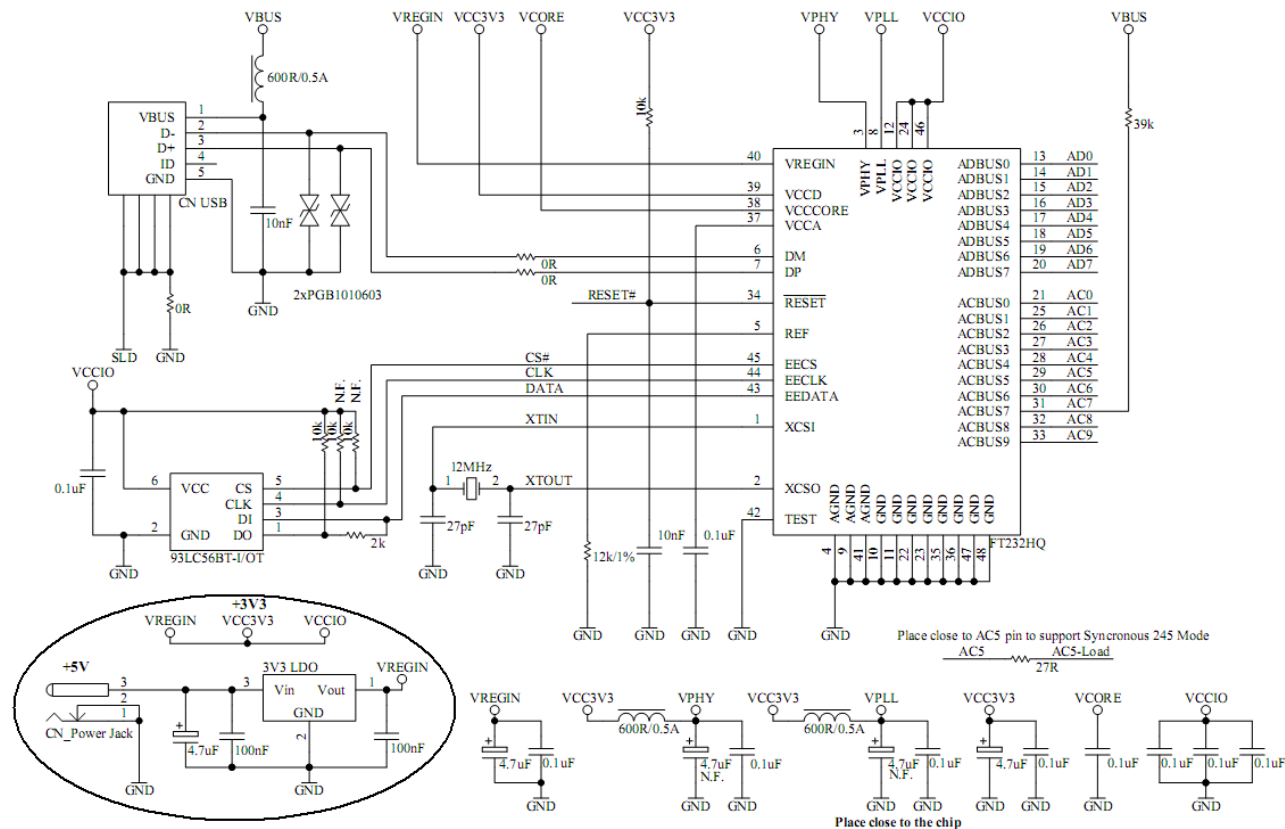 VBUS
VREGIN
VCC3V3
VCORE
VCC3V3
VPHY
VPLL
VCCIO
VBUS
600R/0.5A
10k
39k
VBUS 1
D- 2
D+ 3
ID 4
GND 5
CN USB
10nF
2xPGB1010603
0R
SLD
GND
GND
0R
0R
3
8
12
24
46
VPHY
VPLL
VCCIO
VCCIO
VCCIO
40 VREGIN
39 VCCD
38 VCCCORE
37 VCCA
6 DM
7 DP
RESET# 34 RESET
5 REF
CS# 45 EECS
CLK 44 EECLK
DATA 43 EEDATA
XTIN 1 XCSI
XTOUT 2 XCSO
42 TEST
ADBUS0 13 AD0
ADBUS1 14 AD1
ADBUS2 15 AD2
ADBUS3 16 AD3
ADBUS4 17 AD4
ADBUS5 18 AD5
ADBUS6 19 AD6
ADBUS7 20 AD7
ACBUS0 21 AC0
ACBUS1 25 AC1
ACBUS2 26 AC2
ACBUS3 27 AC3
ACBUS4 28 AC4
ACBUS5 29 AC5
ACBUS6 30 AC6
ACBUS7 31 AC7
ACBUS8 32 AC8
ACBUS9 33 AC9
AGND
AGND
AGND
GND
GND
GND
GND
GND
GND
GND
GND
FT232HQ
4
9
41
10
11
22
23
35
36
47
48
GND
VCCIO
N.F.
N.F.
10k
10k
10k
0.1uF
6 VCC CS 5
CLK 4
DI 3
2 GND DO 1
93LC56BT-I/OT
2k
GND
12MHz
1 2
27pF
27pF
GND
GND
12k/1%
10nF
0.1uF
GND
GND
GND
GND
+3V3
VREGIN
VCC3V3
VCCIO
+5V
3
2
1
CN_Power Jack
3V3 LDO
3 Vin Vout 1
GND
2
VREGIN
4.7uF
100nF
100nF
GND
GND
Place close to AC5 pin to support Syncronous 245 Mode
AC5
AC5-Load
27R
VREGIN
4.7uF
0.1uF
GND
VCC3V3
600R/0.5A
VPHY
4.7uF
N.F.
0.1uF
GND
GND
VCC3V3
600R/0.5A
VPLL
4.7uF
N.F.
0.1uF
GND
GND
VCC3V3
4.7uF
0.1uF
GND
GND
VCORE
0.1uF
GND
VCCIO
0.1uF
0.1uF
0.1uF
GND
Place close to the chip